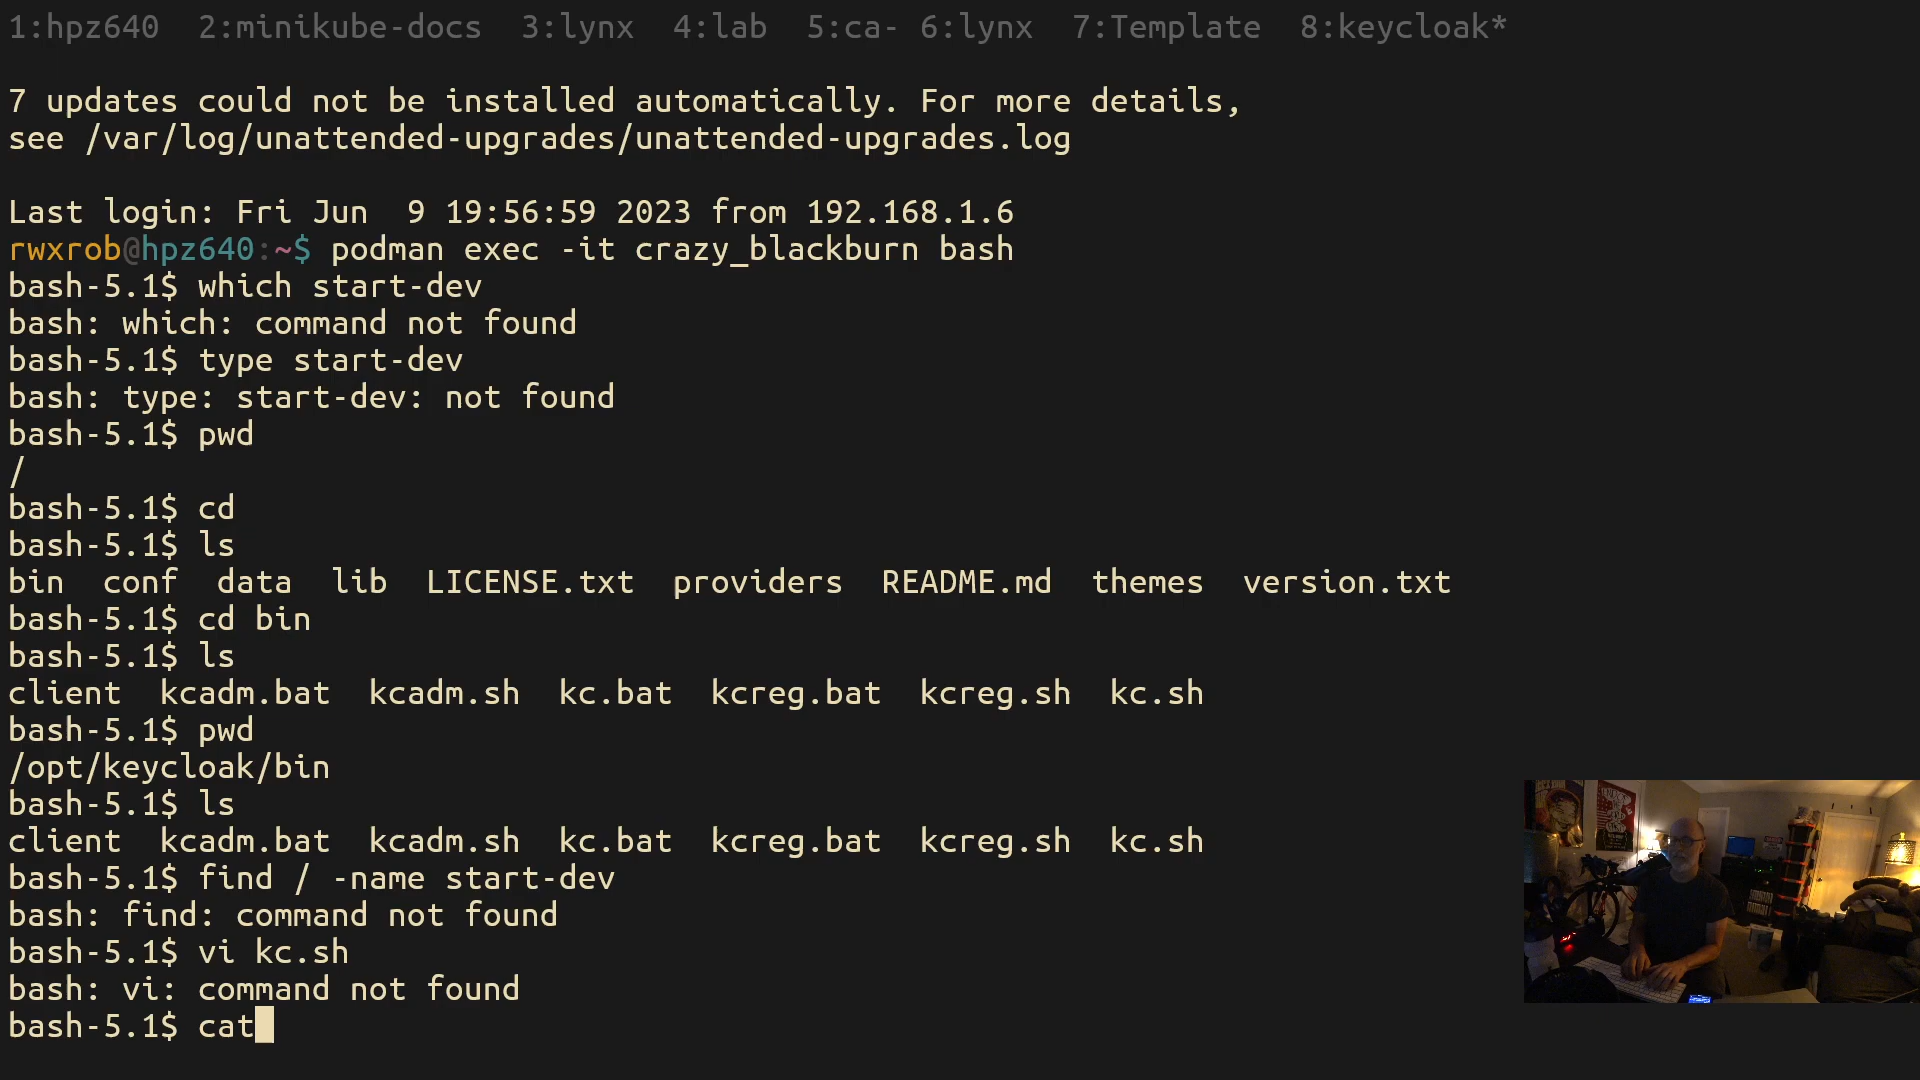 1:hpz640  2:minikube-docs  3:lynx  4:lab  5:ca- 6:lynx  7:Template  8:keycloak*
7 updates could not be installed automatically. For more details,
see /var/log/unattended-upgrades/unattended-upgrades.log
Last login: Fri Jun  9 19:56:59 2023 from 192.168.1.6
rwxrob@hpz640:~$ podman exec -it crazy_blackburn bash
bash-5.1$ which start-dev
bash: which: command not found
bash-5.1$ type start-dev
bash: type: start-dev: not found
bash-5.1$ pwd
/
bash-5.1$ cd
bash-5.1$ ls
bin  conf  data  lib  LICENSE.txt  providers  README.md  themes  version.txt
bash-5.1$ cd bin
bash-5.1$ ls
client  kcadm.bat  kcadm.sh  kc.bat  kcreg.bat  kcreg.sh  kc.sh
bash-5.1$ pwd
/opt/keycloak/bin
bash-5.1$ ls
client  kcadm.bat  kcadm.sh  kc.bat  kcreg.bat  kcreg.sh  kc.sh
bash-5.1$ find / -name start-dev
bash: find: command not found
bash-5.1$ vi kc.sh
bash: vi: command not found
bash-5.1$ cat